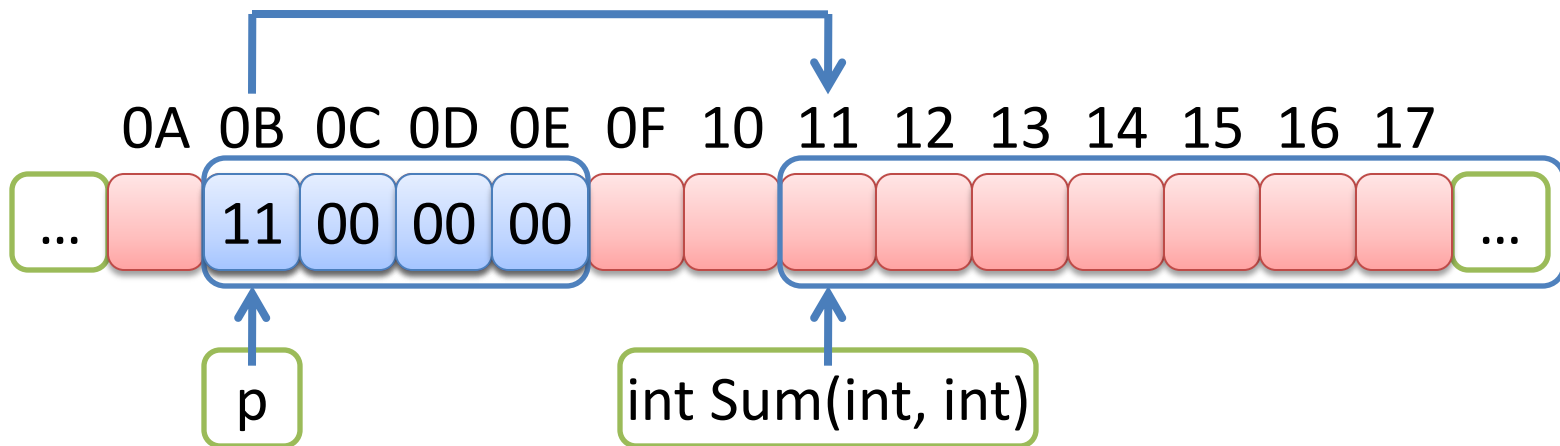 0A 0B 0C 0D 0E 0F 10 11 12 13 14 15 16 17
... 11 00 00 00 ...
p int Sum(int, int)